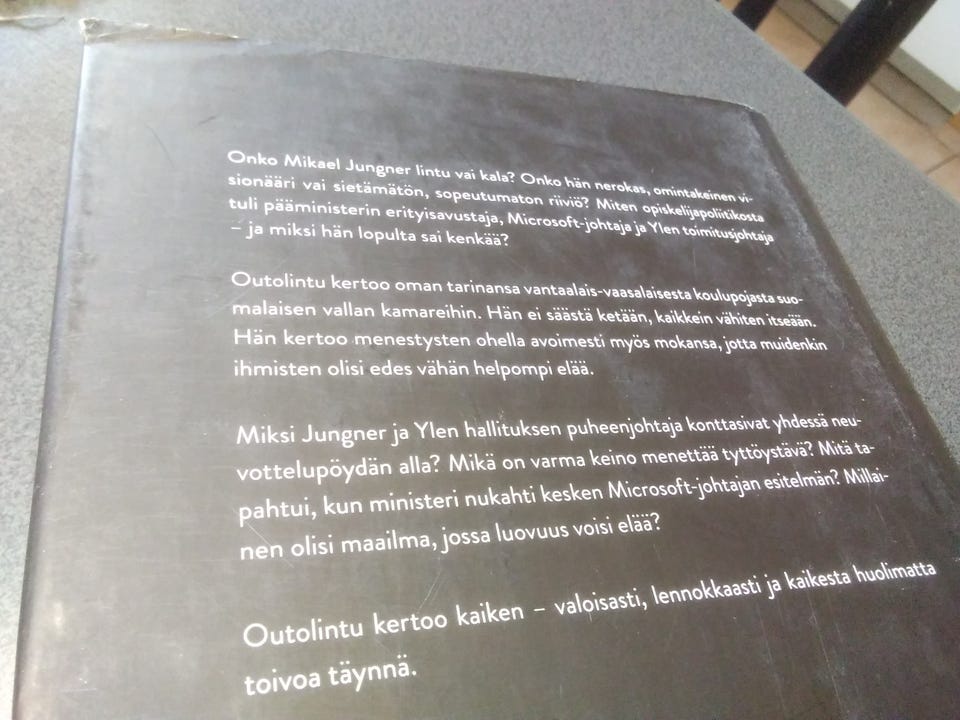 Onko Mikael Jungner lintu vai kala? Onko hän nerokas, omintakeinen vi-
sionääri vai sietämätön, sopeutumaton riiviö? Miten opiskelijapoliitikosta
tuli pääministerin erityisavustaja, Microsoft-johtaja ja Ylen toimitusjohtaja
– ja miksi hän lopulta sai kenkää?
Outolintu kertoo oman tarinansa vantaalais-vaasalaisesta koulupojasta suo-
malaisen vallan kamareihin. Hän ei säästä ketään, kaikkein vähiten itseään.
Hän kertoo menestysten ohella avoimesti myös mokansa, jotta muidenkin
ihmisten olisi edes vähän helpompi elää.
Miksi Jungner ja Ylen hallituksen puheenjohtaja konttasivat yhdessä neu-
vottelupöydän alla? Mikä on varma keino menettää tyttöystävä? Mitä ta-
pahtui, kun ministeri nukahti kesken Microsoft-johtajan esitelmän? Millai-
nen olisi maailma, jossa luovuus voisi elää?
Outolintu kertoo kaiken – valoisasti, lennokkaasti ja kaikesta huolimatta
toivoa täynnä.